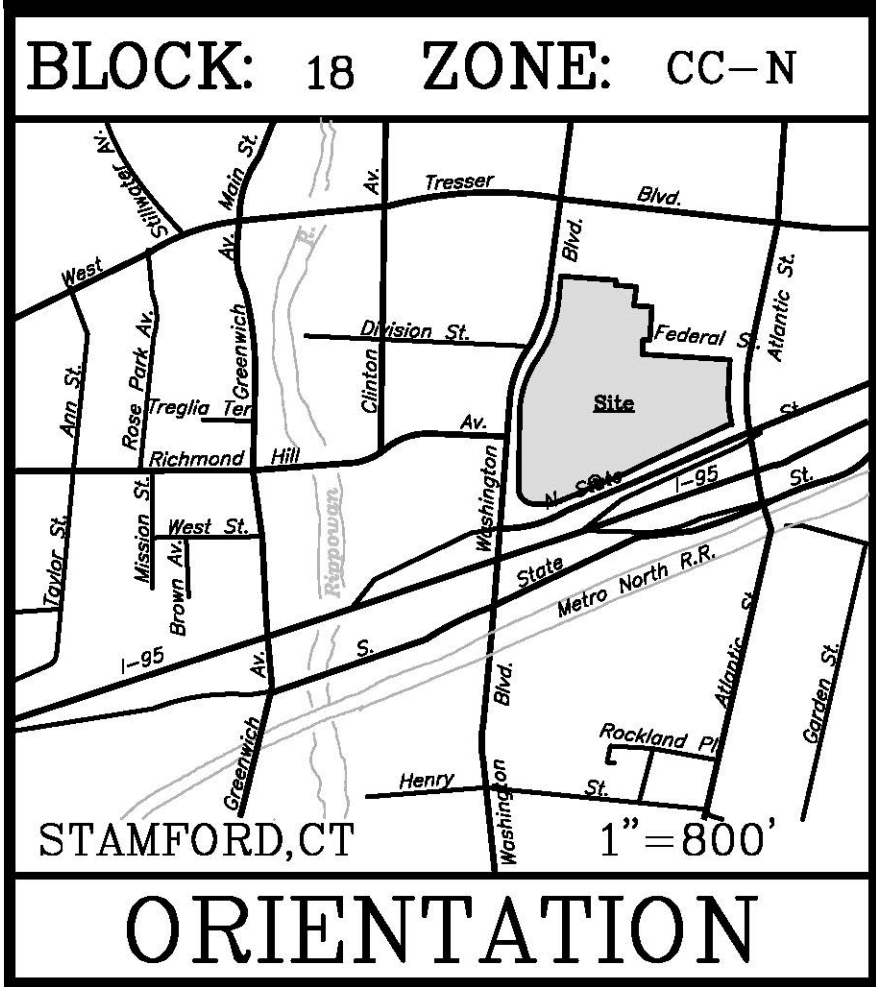 BLOCK: 18 ZONE: CC-N
Stillwater Av.
Main St.
Av.
Tresser
Blvd.
West
Av.
R.
Blvd.
Atlantic St.
Ann St.
Rose Park Av.
Greenwich
Division St.
Clinton
Federal St.
Treglia Ter
Site
St.
Richmond Hill
Av.
Washington
N. State
I-95
St.
Taylor St.
Mission St.
West St.
Brown Av.
Rippowan
State
Metro North R.R.
I-95
Av.
S.
Blvd.
Atlantic St.
Garden St.
Greenwich
Rockland Pl
Henry
St.
Washington
STAMFORD,CT
1"=800'
ORIENTATION